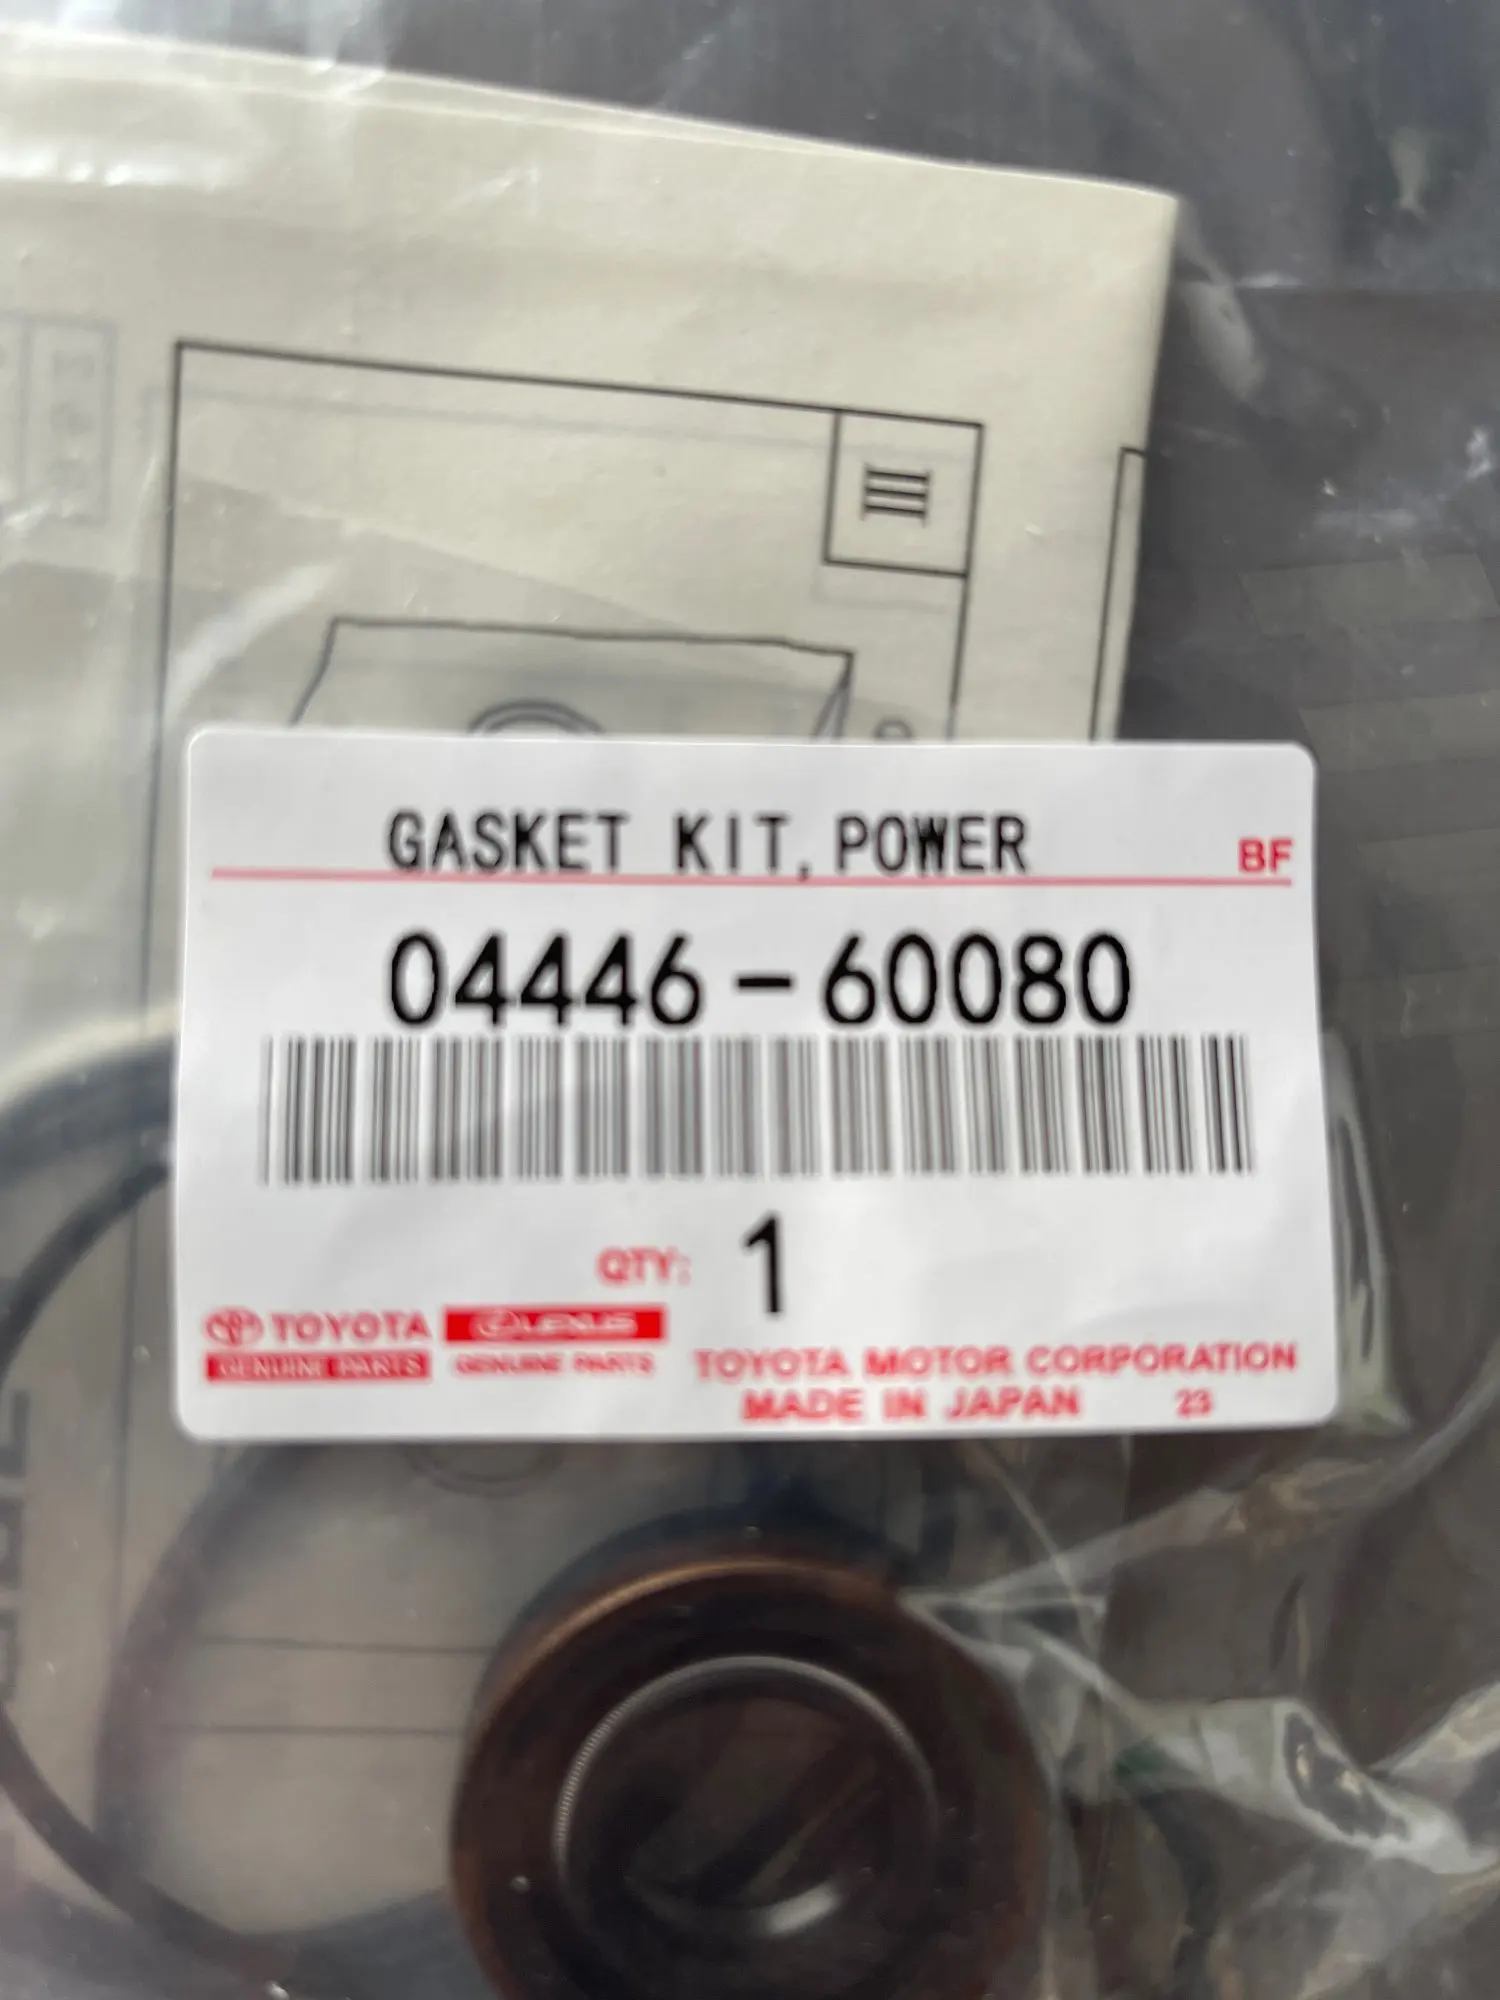 GASKET KIT, POWER
BF
04446-60080
QTY: 1
TOYOTA
GENUINE PARTS
LEXUS
GENUINE PARTS
TOYOTA MOTOR CORPORATION
MADE IN JAPAN 23